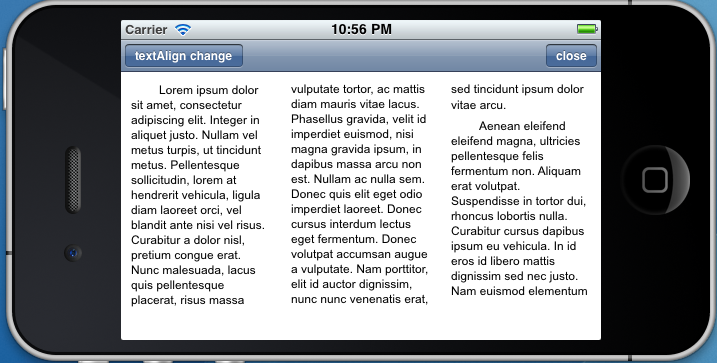 Carrier
10:56 PM
textAlign change
close
Lorem ipsum dolor
sit amet, consectetur
adipiscing elit. Integer in
aliquet justo. Nullam vel
metus turpis, ut tincidunt
metus. Pellentesque
sollicitudin, lorem at
hendrerit vehicula, ligula
diam laoreet orci, vel
blandit ante nisi vel risus.
Curabitur a dolor nisl,
pretium congue erat.
Nunc malesuada, lacus
quis pellentesque
placerat, risus massa
vulputate tortor, ac mattis
diam mauris vitae lacus.
Phasellus gravida, velit id
imperdiet euismod, nisi
magna gravida ipsum, in
dapibus massa arcu non
est. Nullam ac nulla sem.
Donec quis elit eget odio
imperdiet laoreet. Donec
cursus interdum lectus
eget fermentum. Donec
volutpat accumsan augue
a vulputate. Nam porttitor,
elit id auctor dignissim,
nunc nunc venenatis erat,
sed tincidunt ipsum dolor
vitae arcu.
Aenean eleifend
eleifend magna, ultricies
pellentesque felis
fermentum non. Aliquam
erat volutpat.
Suspendisse in tortor dui,
rhoncus lobortis nulla.
Curabitur cursus dapibus
ipsum eu vehicula. In id
eros id libero mattis
dignissim sed nec justo.
Nam euismod elementum